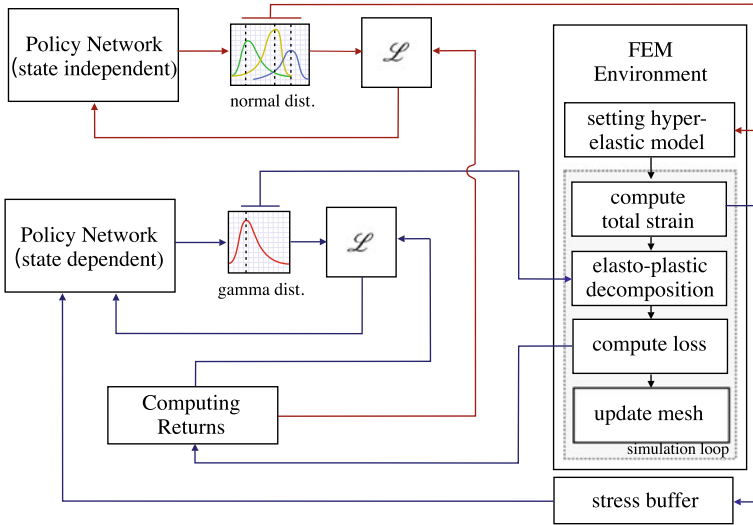 Policy Network
(state independent)
normal dist.
ℒ
FEM
Environment
setting hyper-
elastic model
compute
total strain
Policy Network
(state dependent)
gamma dist.
ℒ
elasto-plastic
decomposition
compute loss
Computing
Returns
update mesh
simulation loop
stress buffer